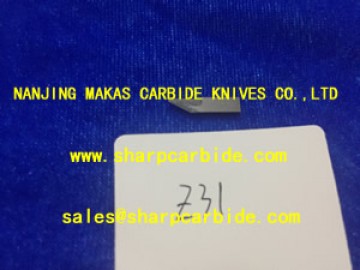 NANJING MAKAS CARBIDE KNIVES CO.,LTD
www.sharpcarbide.com
Z31
sales@sharpcarbide.com